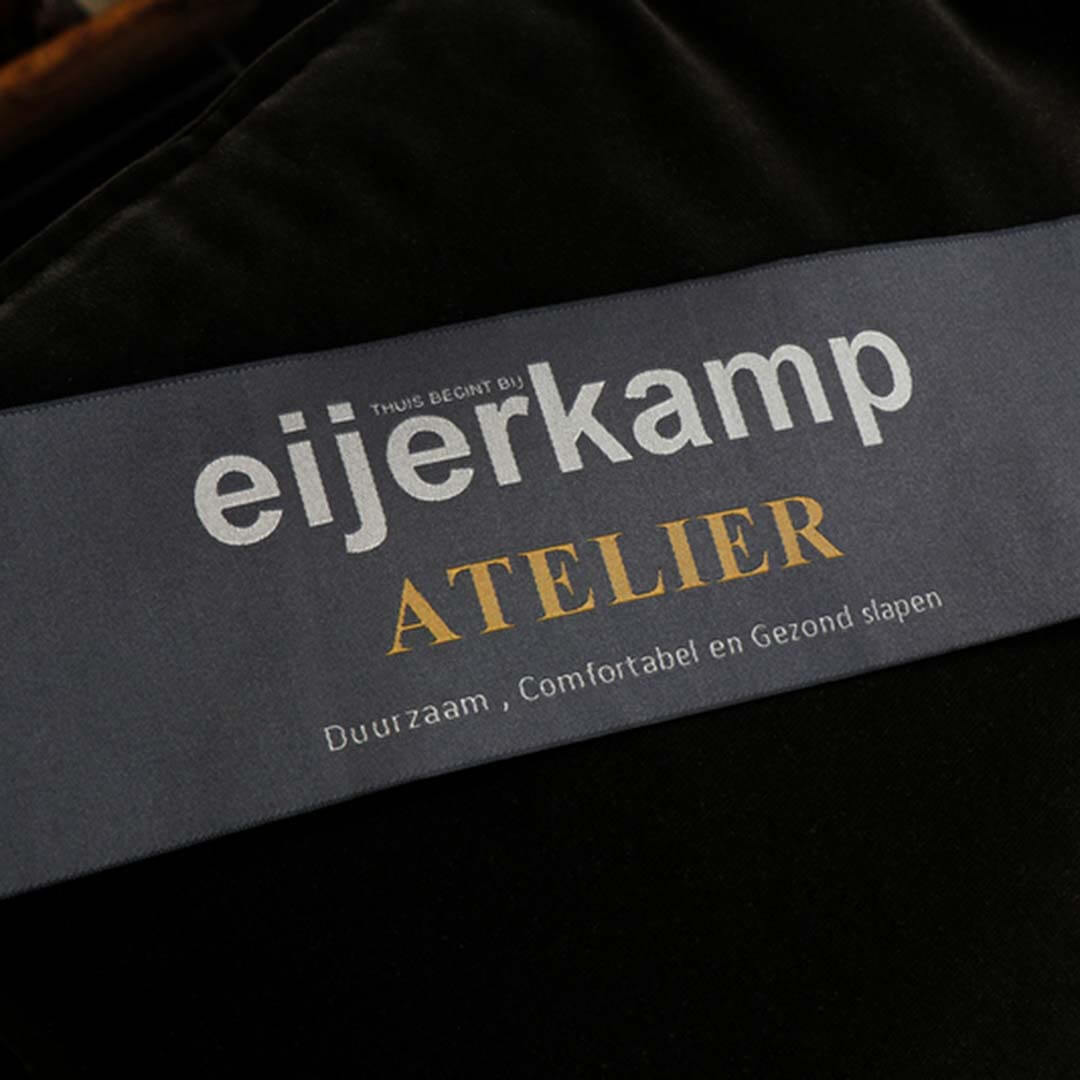 THUIS BEGINT BIJ
eijerkamp
ATELIER
Duurzaam , Comfortabel en Gezond slapen